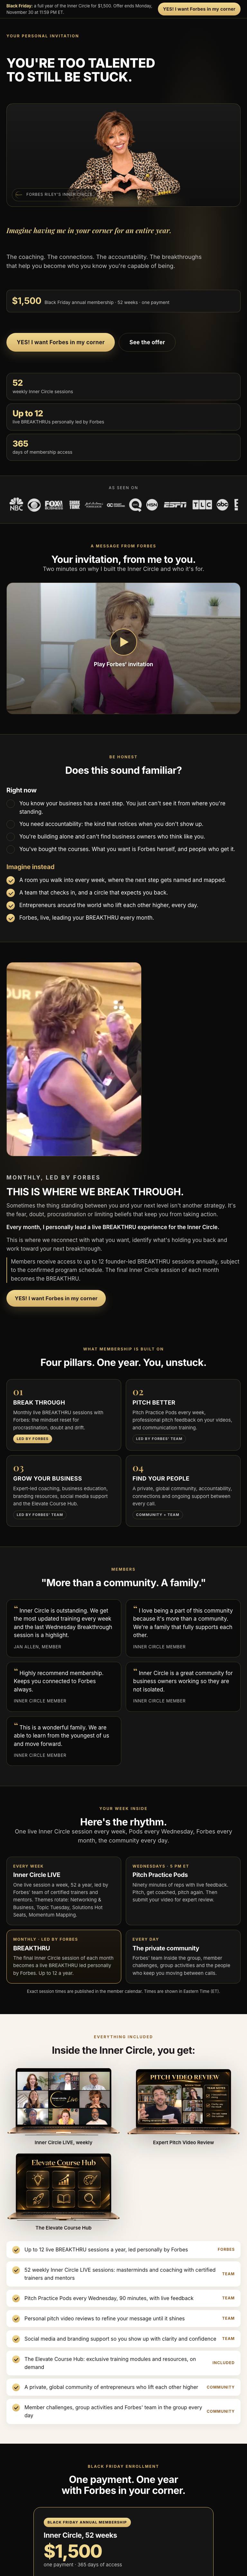 Black Friday: a full year of the Inner Circle for $1,500. Offer ends Monday,
November 30 at 11:59 PM ET.
YES! I want Forbes in my corner
YOUR PERSONAL INVITATION
YOU'RE TOO TALENTED
TO STILL BE STUCK.
FORBES RILEY'S INNER CIRCLE
Imagine having me in your corner for an entire year.
The coaching. The connections. The accountability. The breakthroughs
that help you become who you know you're capable of being.
$1,500 Black Friday annual membership · 52 weeks · one payment
YES! I want Forbes in my corner
See the offer
52
weekly Inner Circle sessions
Up to 12
live BREAKTHRUs personally led by Forbes
365
days of membership access
AS SEEN ON
NBC
CBS
FOX
QVC
HSN
ESPN
TLC
abc
A MESSAGE FROM FORBES
Your invitation, from me to you.
Two minutes on why I built the Inner Circle and who it's for.
Play Forbes' invitation
BE HONEST
Does this sound familiar?
Right now
You know your business has a next step. You just can't see it from where you're
standing.
You need accountability: the kind that notices when you don't show up.
You're building alone and can't find business owners who think like you.
You've bought the courses. What you want is Forbes herself, and people who get it.
Imagine instead
A room you walk into every week, where the next step gets named and mapped.
A team that checks in, and a circle that expects you back.
Entrepreneurs around the world who lift each other higher, every day.
Forbes, live, leading your BREAKTHRU every month.
MONTHLY, LED BY FORBES
THIS IS WHERE WE BREAK THROUGH.
Sometimes the thing standing between you and your next level isn't another strategy. It's
the fear, doubt, procrastination or limiting beliefs that keep you from taking action.
Every month, I personally lead a live BREAKTHRU experience for the Inner Circle.
This is where we reconnect with what you want, identify what's holding you back and
work toward your next breakthrough.
Members receive access to up to 12 founder-led BREAKTHRU sessions annually, subject
to the confirmed program schedule. The final Inner Circle session of each month
becomes the BREAKTHRU.
YES! I want Forbes in my corner
WHAT MEMBERSHIP IS BUILT ON
Four pillars. One year. You, unstuck.
01
BREAK THROUGH
Monthly live BREAKTHRU sessions with
Forbes: the mindset reset for
procrastination, doubt and drift.
LED BY FORBES
02
PITCH BETTER
Pitch Practice Pods every week,
professional pitch feedback on your videos,
and communication training.
LED BY FORBES' TEAM
03
GROW YOUR BUSINESS
Expert-led coaching, business education,
branding resources, social media support
and the Elevate Course Hub.
LED BY FORBES' TEAM
04
FIND YOUR PEOPLE
A private, global community, accountability,
connections and ongoing support between
every call.
COMMUNITY + TEAM
MEMBERS
"More than a community. A family."
“ Inner Circle is outstanding. We get
the most updated training every week
and the last Wednesday Breakthrough
session is a highlight.
JAN ALLEN, MEMBER
“ I love being a part of this community
because it's more than a community.
We're a family that fully supports each
other.
INNER CIRCLE MEMBER
“ Highly recommend membership.
Keeps you connected to Forbes
always.
INNER CIRCLE MEMBER
“ Inner Circle is a great community for
business owners working so they are
not isolated.
INNER CIRCLE MEMBER
“ This is a wonderful family. We are
able to learn from the youngest of us
and move forward.
INNER CIRCLE MEMBER
YOUR WEEK INSIDE
Here's the rhythm.
One live Inner Circle session every week, Pods every Wednesday, Forbes every
month, the community every day.
EVERY WEEK
Inner Circle LIVE
One live session a week, 52 a year, led by
Forbes' team of certified trainers and
mentors. Themes rotate: Networking &
Business, Topic Tuesday, Solutions Hot
Seats, Momentum Mapping.
WEDNESDAYS · 5 PM ET
Pitch Practice Pods
Ninety minutes of reps with live feedback.
Pitch, get coached, pitch again. Then
submit your video for expert review.
MONTHLY · LED BY FORBES
BREAKTHRU
The final Inner Circle session of each month
becomes a live BREAKTHRU led personally
by Forbes. Up to 12 a year.
EVERY DAY
The private community
Forbes' team inside the group, member
challenges, group activities and the people
who keep you moving between calls.
Exact session times are published in the member calendar. Times are shown in Eastern Time (ET).
EVERYTHING INCLUDED
Inside the Inner Circle, you get:
Inner Circle LIVE, weekly
PITCH VIDEO REVIEW
Expert Pitch Video Review
Elevate Course Hub
The Elevate Course Hub
Up to 12 live BREAKTHRU sessions a year, led personally by Forbes
FORBES
52 weekly Inner Circle LIVE sessions: masterminds and coaching with certified
trainers and mentors
TEAM
Pitch Practice Pods every Wednesday, 90 minutes, with live feedback
TEAM
Personal pitch video reviews to refine your message until it shines
TEAM
Social media and branding support so you show up with clarity and confidence
TEAM
The Elevate Course Hub: exclusive training modules and resources, on
demand
INCLUDED
A private, global community of entrepreneurs who lift each other higher
COMMUNITY
Member challenges, group activities and Forbes' team in the group every
day
COMMUNITY
BLACK FRIDAY ENROLLMENT
One payment. One year
with Forbes in your corner.
BLACK FRIDAY ANNUAL MEMBERSHIP
Inner Circle, 52 weeks
$1,500
one payment · 365 days of access